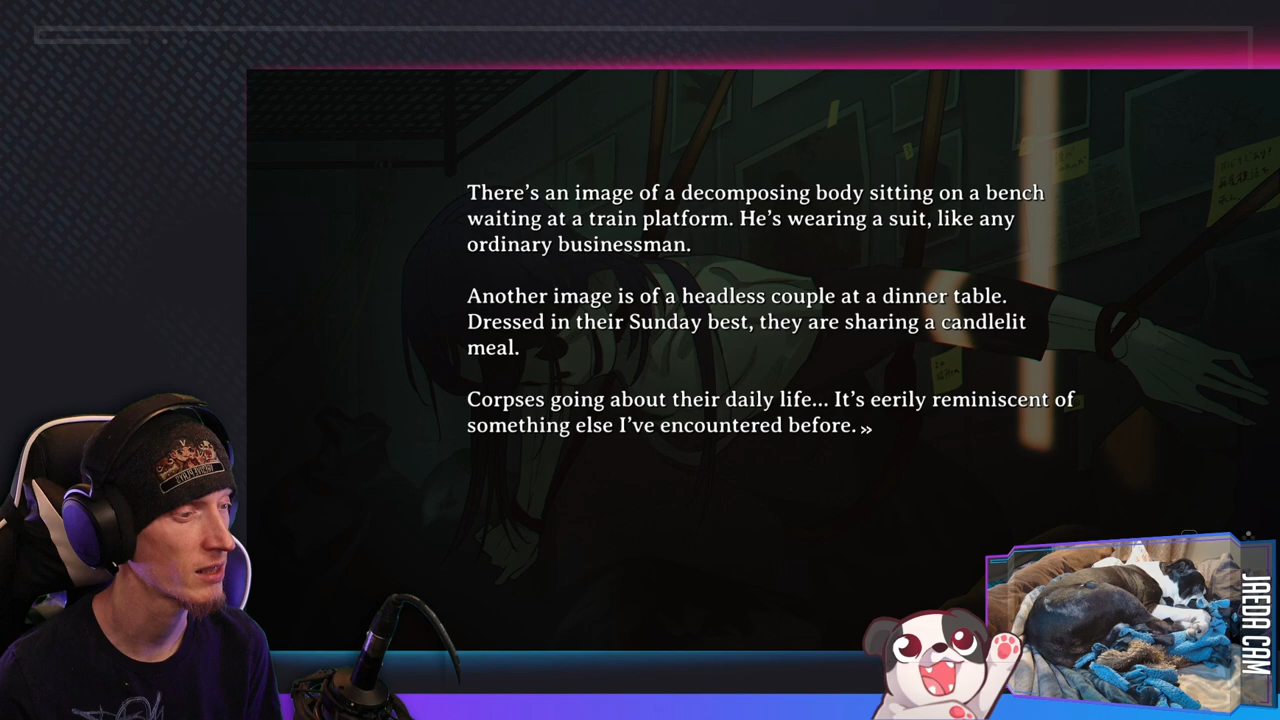 There's an image of a decomposing body sitting on a bench
waiting at a train platform. He's wearing a suit, like any
ordinary businessman.
Another image is of a headless couple at a dinner table.
Dressed in their Sunday best, they are sharing a candlelit
meal.
Corpses going about their daily life... It's eerily reminiscent of
something else I've encountered before. »
JAEDA CAM